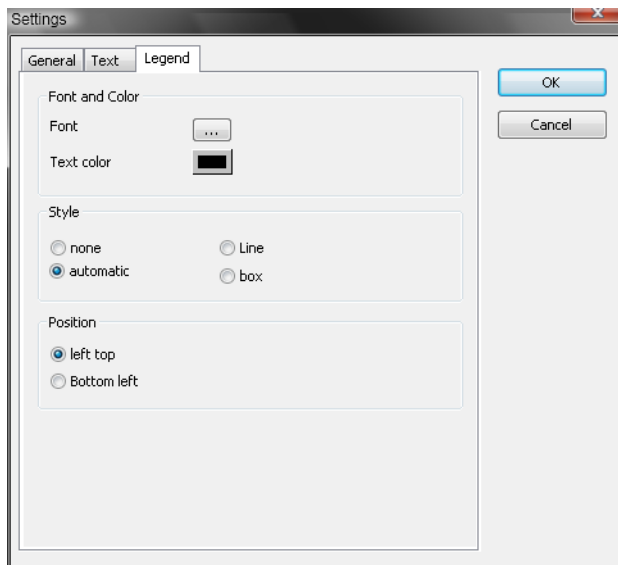 Settings
General Text Legend
OK
Cancel
Font and Color
Font ...
Text color
Style
none Line
automatic box
Position
left top
Bottom left